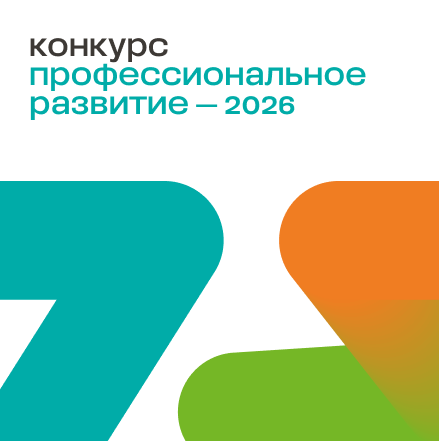 конкурс
профессиональное
развитие — 2026